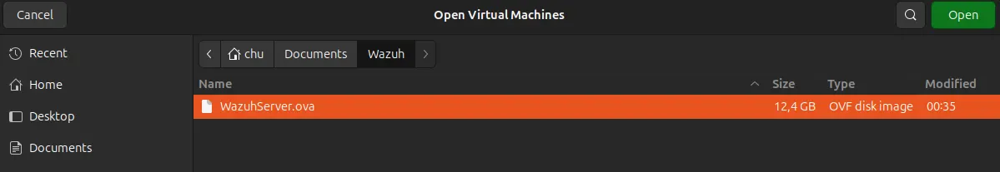 Cancel Open Virtual Machines Open
Recent
chu Documents Wazuh
Home
Name Size Type Modified
Desktop
WazuhServer.ova 12,4 GB OVF disk image 00:35
Documents